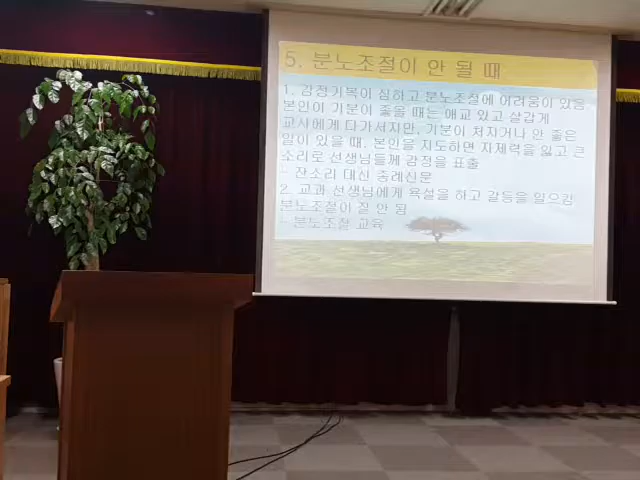 5. 분노조절이 안 될 때
1. 감정기복이 심하고 분노조절에 어려움이 있음
본인이 기분이 좋을 때는 애교 있고 살갑게
교사에게 다가서지만, 기분이 쳐지거나 안 좋은
일이 있을 때, 본인을 지도하면 자제력을 잃고 큰
소리로 선생님들께 감정을 표출
- 잔소리 대신 종례신문
2. 교과 선생님에게 욕설을 하고 갈등을 일으킴
분노조절이 잘 안 됨
- 분노조절 교육